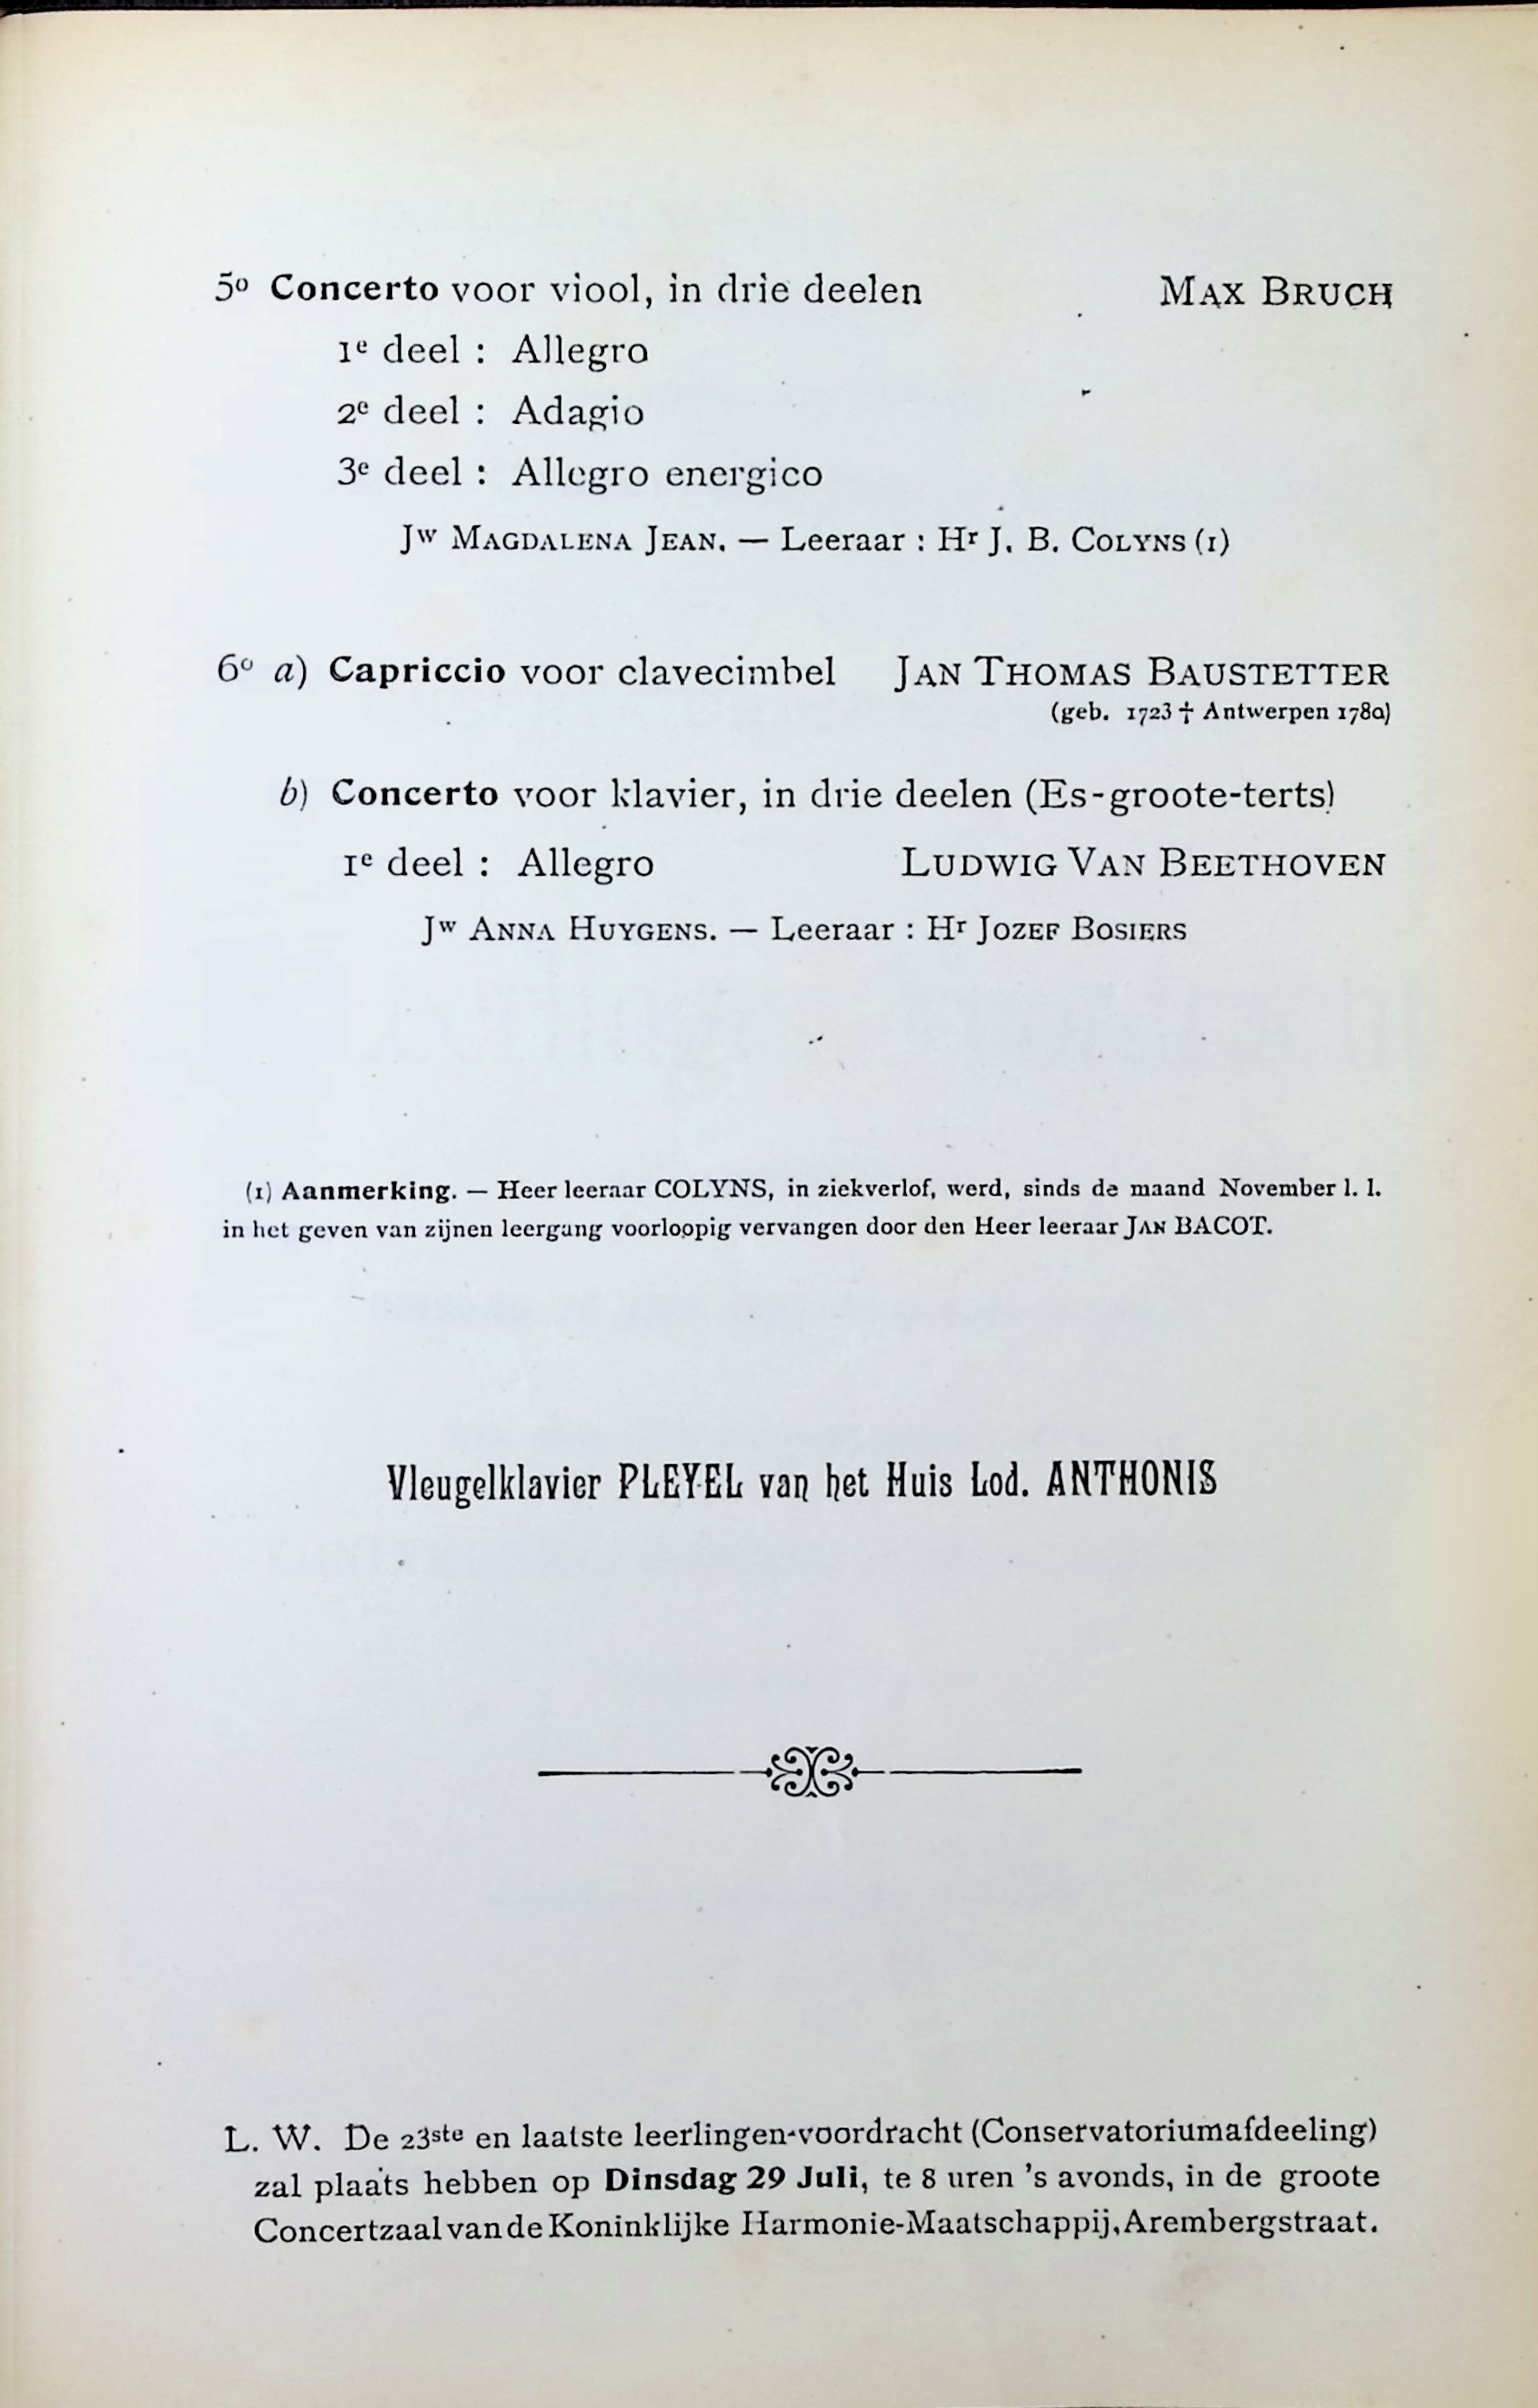 5º Concerto voor viool, in drie deelen MAX BRUCH
1e deel : Allegro
2e deel : Adagio
3e deel : Allegro energico
Jw MAGDALENA JEAN. — Leeraar : Hr J. B. COLYNS (1)
6º a) Capriccio voor clavecimbel JAN THOMAS BAUSTETTER
(geb. 1723 † Antwerpen 1780)
b) Concerto voor klavier, in drie deelen (Es-groote-terts)
1e deel : Allegro LUDWIG VAN BEETHOVEN
Jw ANNA HUYGENS. — Leeraar : Hr JOZEF BOSIERS
(1) Aanmerking. — Heer leeraar COLYNS, in ziekverlof, werd, sinds de maand November l. l.
in het geven van zijnen leergang voorloopig vervangen door den Heer leeraar JAN BACOT.
Vleugelklavier PLEYEL van het Huis Lod. ANTHONIS
L. W. De 23ste en laatste leerlingen-voordracht (Conservatoriumafdeeling)
zal plaats hebben op Dinsdag 29 Juli, te 8 uren 's avonds, in de groote
Concertzaal van de Koninklijke Harmonie-Maatschappij, Arembergstraat.